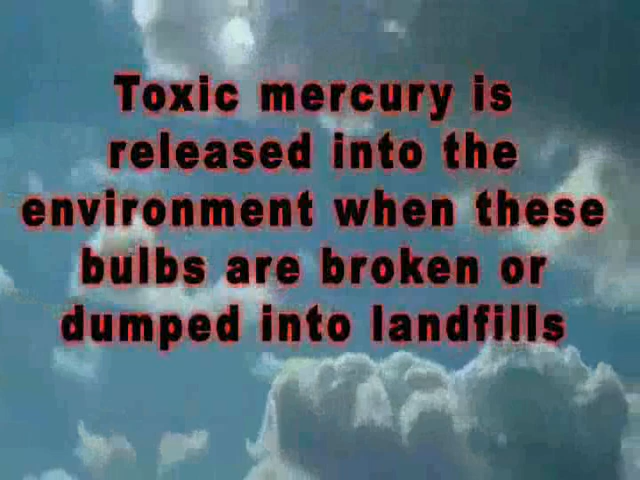 Toxic mercury is
released into the
environment when these
bulbs are broken or
dumped into landfills